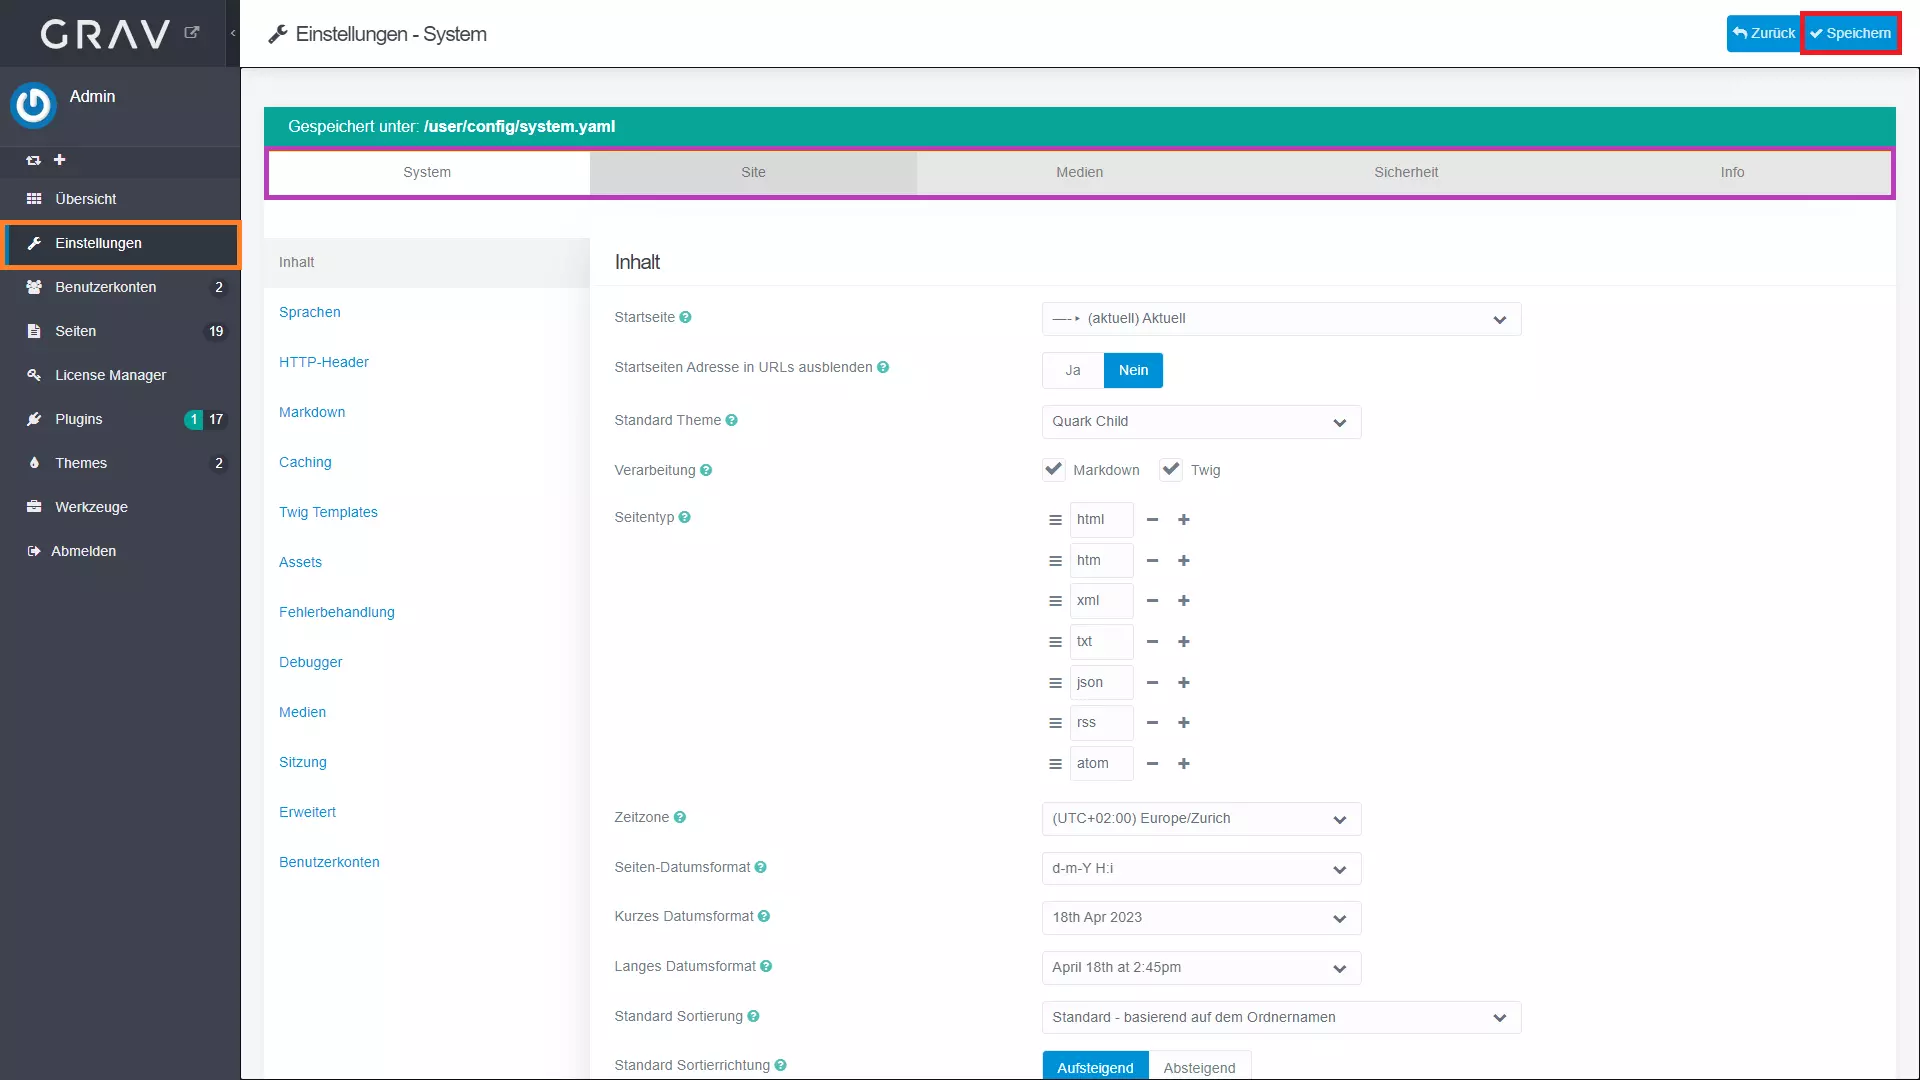 GRAV
Admin
Übersicht
Einstellungen
Benutzerkonten 2
Seiten 19
License Manager
Plugins 1 17
Themes 2
Werkzeuge
Abmelden
Einstellungen - System
Zurück
Speichern
Gespeichert unter: /user/config/system.yaml
System Site Medien Sicherheit Info
Inhalt
Sprachen
HTTP-Header
Markdown
Caching
Twig Templates
Assets
Fehlerbehandlung
Debugger
Medien
Sitzung
Erweitert
Benutzerkonten
Inhalt
Startseite ? —-‣ (aktuell) Aktuell
Startseiten Adresse in URLs ausblenden ? Ja Nein
Standard Theme ? Quark Child
Verarbeitung ? Markdown Twig
Seitentyp ? html
htm
xml
txt
json
rss
atom
Zeitzone ? (UTC+02:00) Europe/Zurich
Seiten-Datumsformat ? d-m-Y H:i
Kurzes Datumsformat ? 18th Apr 2023
Langes Datumsformat ? April 18th at 2:45pm
Standard Sortierung ? Standard - basierend auf dem Ordnernamen
Standard Sortierrichtung ? Aufsteigend Absteigend